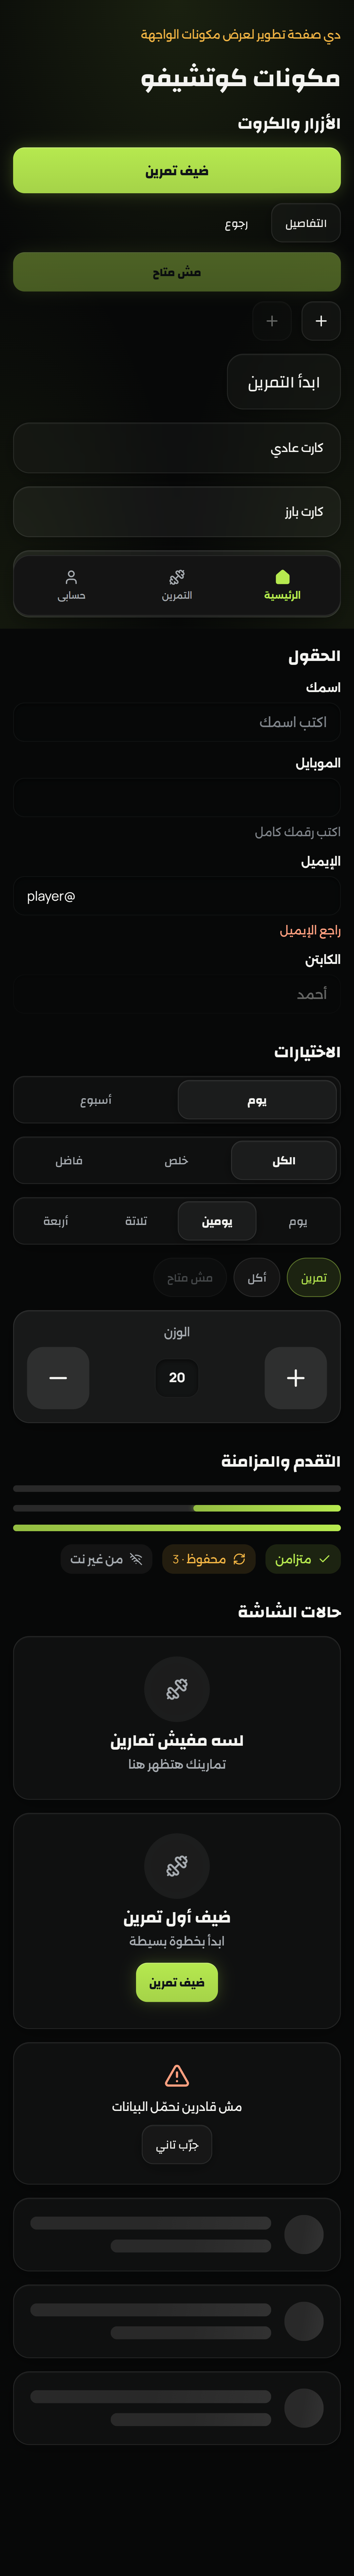 دي صفحة تطوير لعرض مكونات الواجهة
مكونات كوتشيفو
الأزرار والكروت
ضيف تمرين
التفاصيل
رجوع
مش متاح
ابدأ التمرين
كارت عادي
كارت بارز
الرئيسية
التمرين
حسابي
الحقول
اسمك
اكتب اسمك
الموبايل
اكتب رقمك كامل
الإيميل
player@
راجع الإيميل
الكابتن
أحمد
الاختيارات
يوم
أسبوع
الكل
خلص
فاضل
يوم
يومين
تلاتة
أربعة
تمرين
أكل
مش متاح
الوزن
20
التقدم والمزامنة
متزامن
محفوظ · 3
من غير نت
حالات الشاشة
لسه مفيش تمارين
تمارينك هتظهر هنا
ضيف أول تمرين
ابدأ بخطوة بسيطة
ضيف تمرين
مش قادرين نحمّل البيانات
جرّب تاني